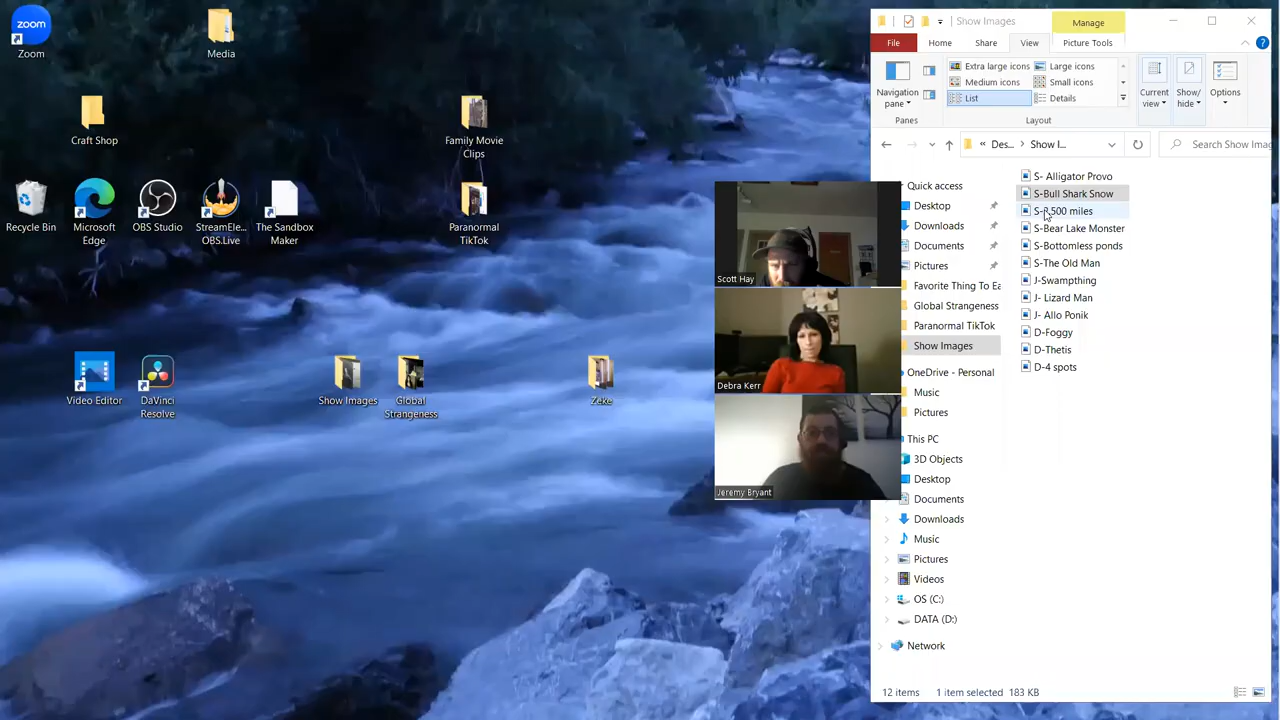 zoom
Zoom
Media
Craft Shop
Family Movie
Clips
Recycle Bin
Microsoft
Edge
OBS Studio
StreamEle...
OBS.Live
The Sandbox
Maker
Paranormal
TikTok
Video Editor
DaVinci
Resolve
Show Images
Global
Strangeness
Zeke
Scott Hay
Debra Kerr
Jeremy Bryant
Show Images
Manage
File
Home
Share
View
Picture Tools
?
Navigation
pane
Panes
Extra large icons
Large icons
Medium icons
Small icons
List
Details
Layout
Current
view
Show/
hide
Options
« Des... > Show I...
Search Show Imag
Quick access
Desktop
Downloads
Documents
Pictures
Favorite Thing To Ea
Global Strangeness
Paranormal TikTok
Show Images
OneDrive - Personal
Music
Pictures
This PC
3D Objects
Desktop
Documents
Downloads
Music
Pictures
Videos
OS (C:)
DATA (D:)
Network
S- Alligator Provo
S-Bull Shark Snow
500 miles
S-Bear Lake Monster
S-Bottomless ponds
S-The Old Man
J-Swampthing
J- Lizard Man
J- Allo Ponik
D-Foggy
D-Thetis
D-4 spots
12 items
1 item selected 183 KB